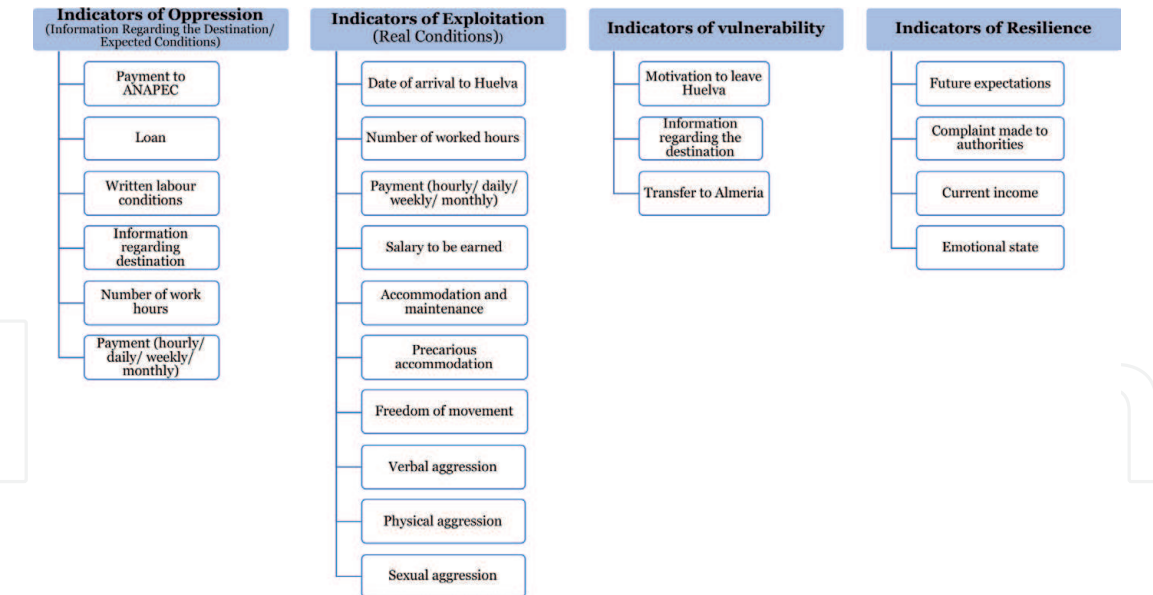 Indicators of Oppression
(Information Regarding the Destination/
Expected Conditions)
Payment to
ANAPEC
Loan
Written labour
conditions
Information
regarding
destination
Number of work
hours
Payment (hourly/
daily/ weekly/
monthly)
Indicators of Exploitation
(Real Conditions))
Date of arrival to Huelva
Number of worked hours
Payment (hourly/ daily/
weekly/ monthly)
Salary to be earned
Accommodation and
maintenance
Precarious
accommodation
Freedom of movement
Verbal aggression
Physical aggression
Sexual aggression
Indicators of vulnerability
Motivation to leave
Huelva
Information
regarding the
destination
Transfer to Almeria
Indicators of Resilience
Future expectations
Complaint made to
authorities
Current income
Emotional state